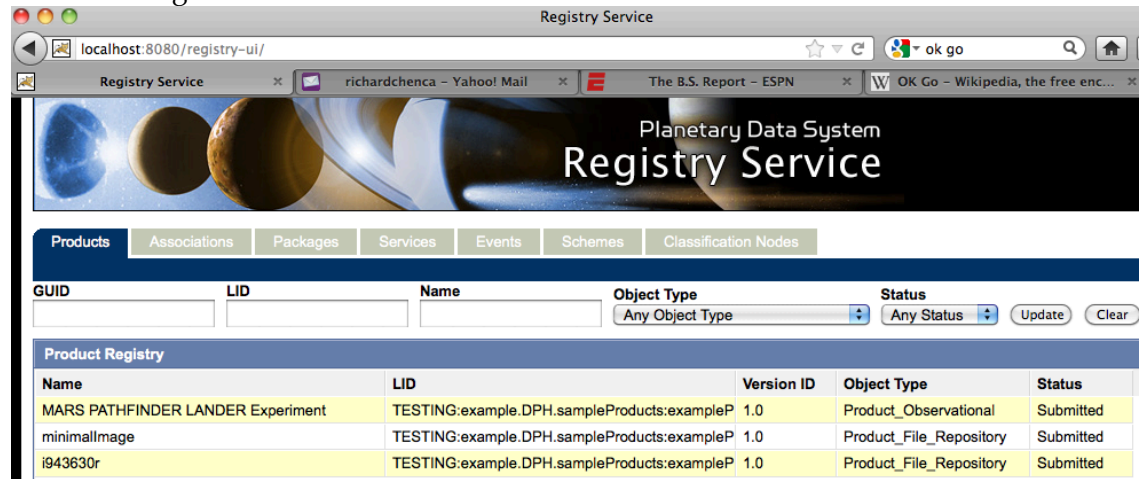 Registry Service
localhost:8080/registry-ui/
ok go
Registry Service
richardchenca – Yahoo! Mail
The B.S. Report – ESPN
W OK Go – Wikipedia, the free enc...
Planetary Data System
Registry Service
Products Associations Packages Services Events Schemes Classification Nodes
GUID LID Name Object Type Status
Any Object Type Any Status Update Clear
Product Registry
Name LID Version ID Object Type Status
MARS PATHFINDER LANDER Experiment TESTING:example.DPH.sampleProducts:exampleP 1.0 Product_Observational Submitted
minimalImage TESTING:example.DPH.sampleProducts:exampleP 1.0 Product_File_Repository Submitted
i943630r TESTING:example.DPH.sampleProducts:exampleP 1.0 Product_File_Repository Submitted